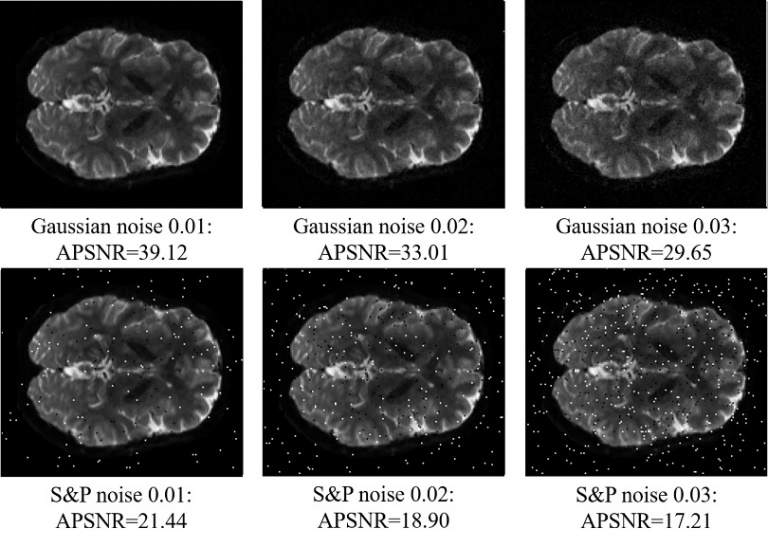 Gaussian noise 0.01:
APSNR=39.12
Gaussian noise 0.02:
APSNR=33.01
Gaussian noise 0.03:
APSNR=29.65
S&P noise 0.01:
APSNR=21.44
S&P noise 0.02:
APSNR=18.90
S&P noise 0.03:
APSNR=17.21